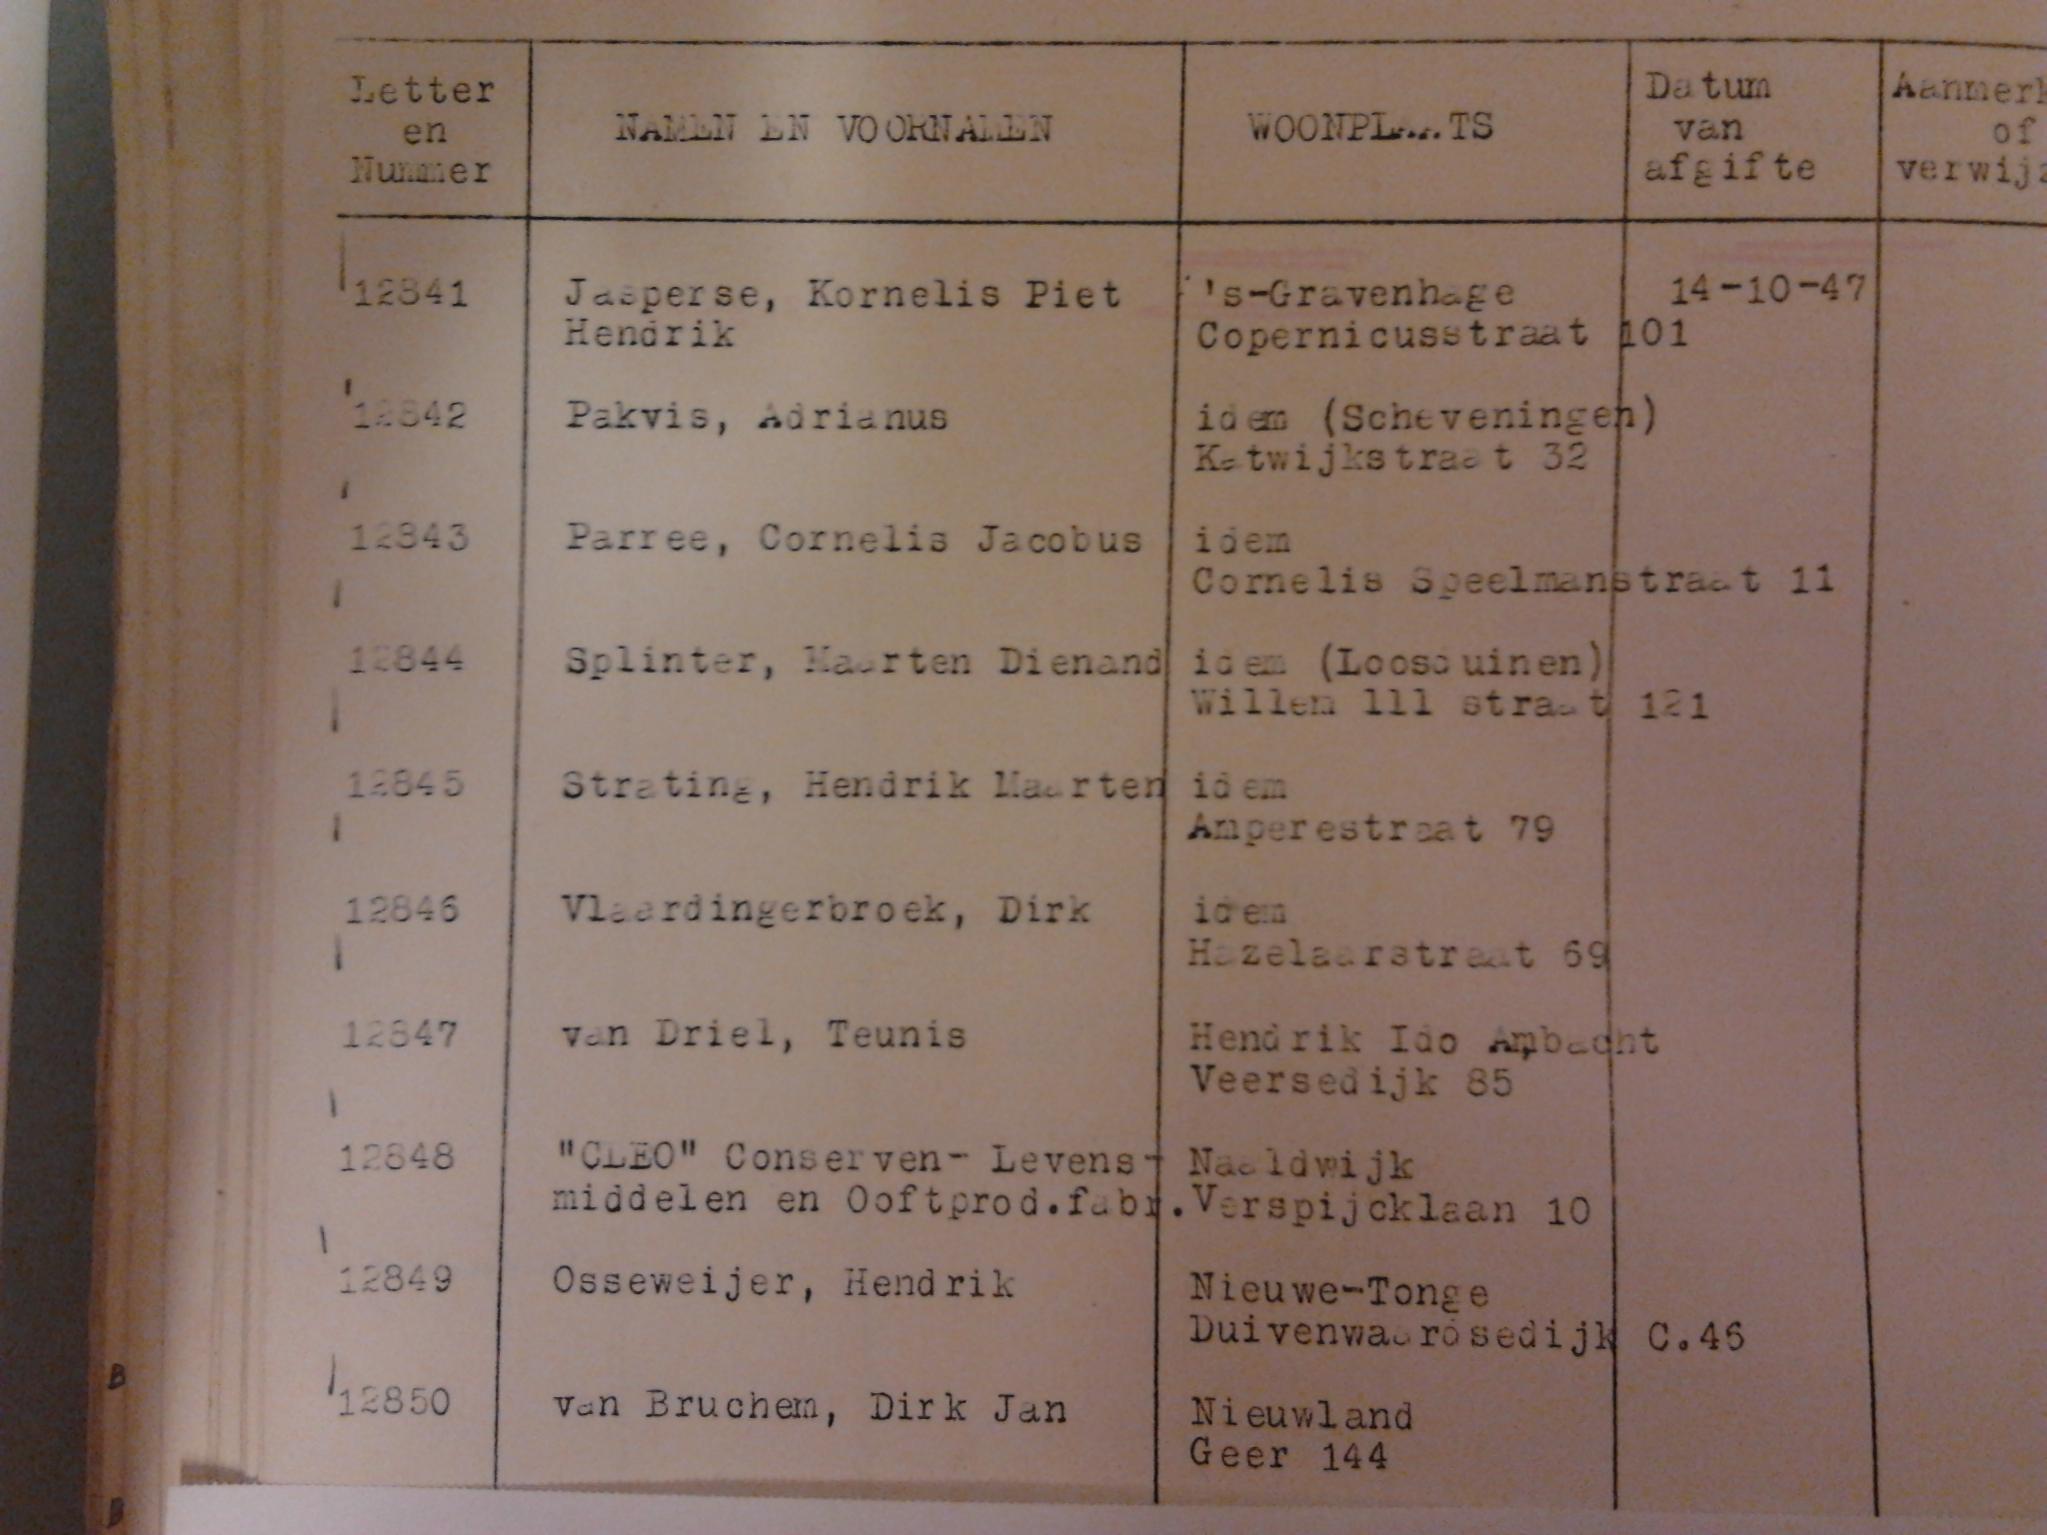 Letter en Nummer NAMEN EN VOORNAMEN WOONPLAATS Datum van afgifte Aanmerk of verwijz
12841 Jasperse, Kornelis Piet 's-Gravenhage 14-10-47
Hendrik Copernicusstraat 101
12842 Pakvis, Adrianus idem (Scheveningen)
Katwijkstraat 32
12843 Parree, Cornelis Jacobus idem
Cornelis Speelmanstraat 11
12844 Splinter, Maarten Dienand idem (Loosduinen)
Willem lll straat 121
12845 Strating, Hendrik Maarten idem
Amperestraat 79
12846 Vlaardingerbroek, Dirk idem
Hazelaarstraat 69
12847 van Driel, Teunis Hendrik Ido Ambacht
Veersedijk 85
12848 "CLEO" Conserven- Levens- Naaldwijk
middelen en Ooftprod.fabr. Verspijcklaan 10
12849 Osseweijer, Hendrik Nieuwe-Tonge
Duivenwaardsedijk C.46
B
12850 van Bruchem, Dirk Jan Nieuwland
Geer 144
B